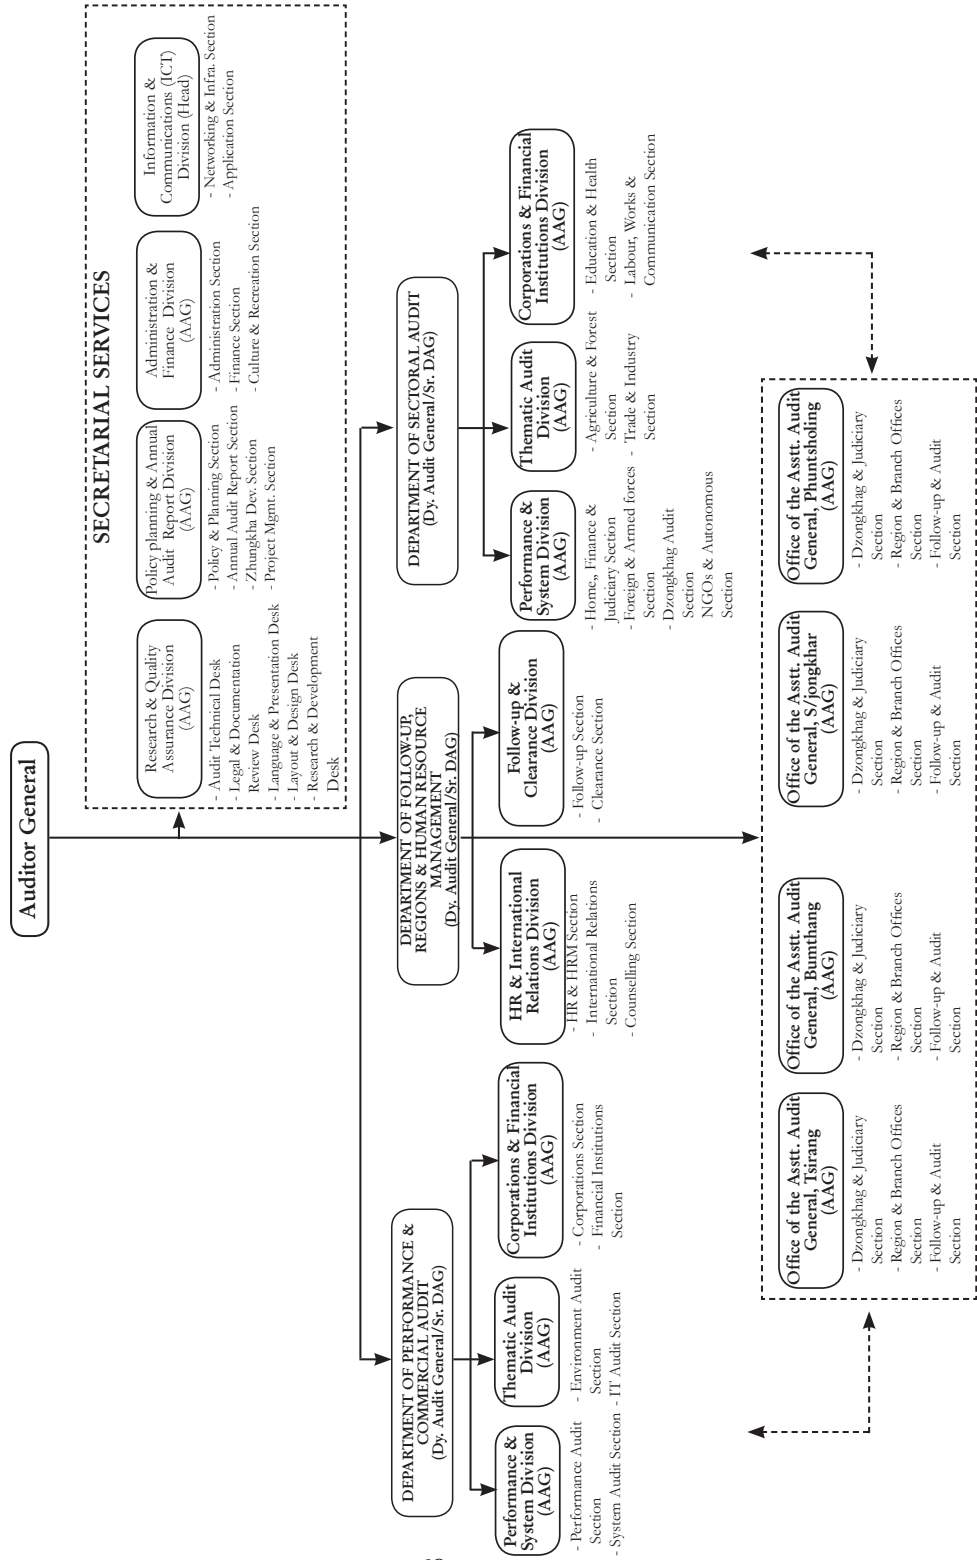 Auditor General
SECRETARIAL SERVICES
Research & Quality
Assurance Division
(AAG)
- Audit Technical Desk
- Legal & Documentation
Review Desk
- Language & Presentation Desk
- Layout & Design Desk
- Research & Development
Desk
Policy planning & Annual
Audit Report Division
(AAG)
- Policy & Planning Section
- Annual Audit Report Section
- Zhungkha Dev. Section
- Project Mgmt. Section
Administration &
Finance Division
(AAG)
- Administration Section
- Finance Section
- Culture & Recreation Section
Information &
Communications (ICT)
Division (Head)
- Networking & Infra. Section
- Application Section
DEPARTMENT OF PERFORMANCE &
COMMERCIAL AUDIT
(Dy. Audit General/Sr. DAG)
Performance &
System Division
(AAG)
- Performance Audit
Section
- System Audit Section
Thematic Audit
Division
(AAG)
- Environment Audit
Section
- IT Audit Section
Corporations & Financial
Institutions Division
(AAG)
- Corporations Section
- Financial Institutions
Section
DEPARTMENT OF FOLLOW-UP,
REGIONS & HUMAN RESOURCE
MANAGEMENT
(Dy. Audit General/Sr. DAG)
HR & International
Relations Division
(AAG)
- HR & HRM Section
- International Relations
Section
- Counselling Section
Follow-up &
Clearance Division
(AAG)
- Follow-up Section
- Clearance Section
DEPARTMENT OF SECTORAL AUDIT
(Dy. Audit General/Sr. DAG)
Performance &
System Division
(AAG)
- Home,, Finance &
Judiciary Section
- Foreign & Armed forces
Section
- Dzongkhag Audit
Section
NGOs & Autonomous
Section
Thematic Audit
Division
(AAG)
- Agriculture & Forest
Section
- Trade & Industry
Section
Corporations & Financial
Institutions Division
(AAG)
- Education & Health
Section
- Labour, Works &
Communication Section
Office of the Asstt. Audit
General, Tsirang
(AAG)
- Dzongkhag & Judiciary
Section
- Region & Branch Offices
Section
- Follow-up & Audit
Section
Office of the Asstt. Audit
General, Bumthang
(AAG)
- Dzongkhag & Judiciary
Section
- Region & Branch Offices
Section
- Follow-up & Audit
Section
Office of the Asstt. Audit
General, S/jongkhar
(AAG)
- Dzongkhag & Judiciary
Section
- Region & Branch Offices
Section
- Follow-up & Audit
Section
Office of the Asstt. Audit
General, Phuntsholing
(AAG)
- Dzongkhag & Judiciary
Section
- Region & Branch Offices
Section
- Follow-up & Audit
Section